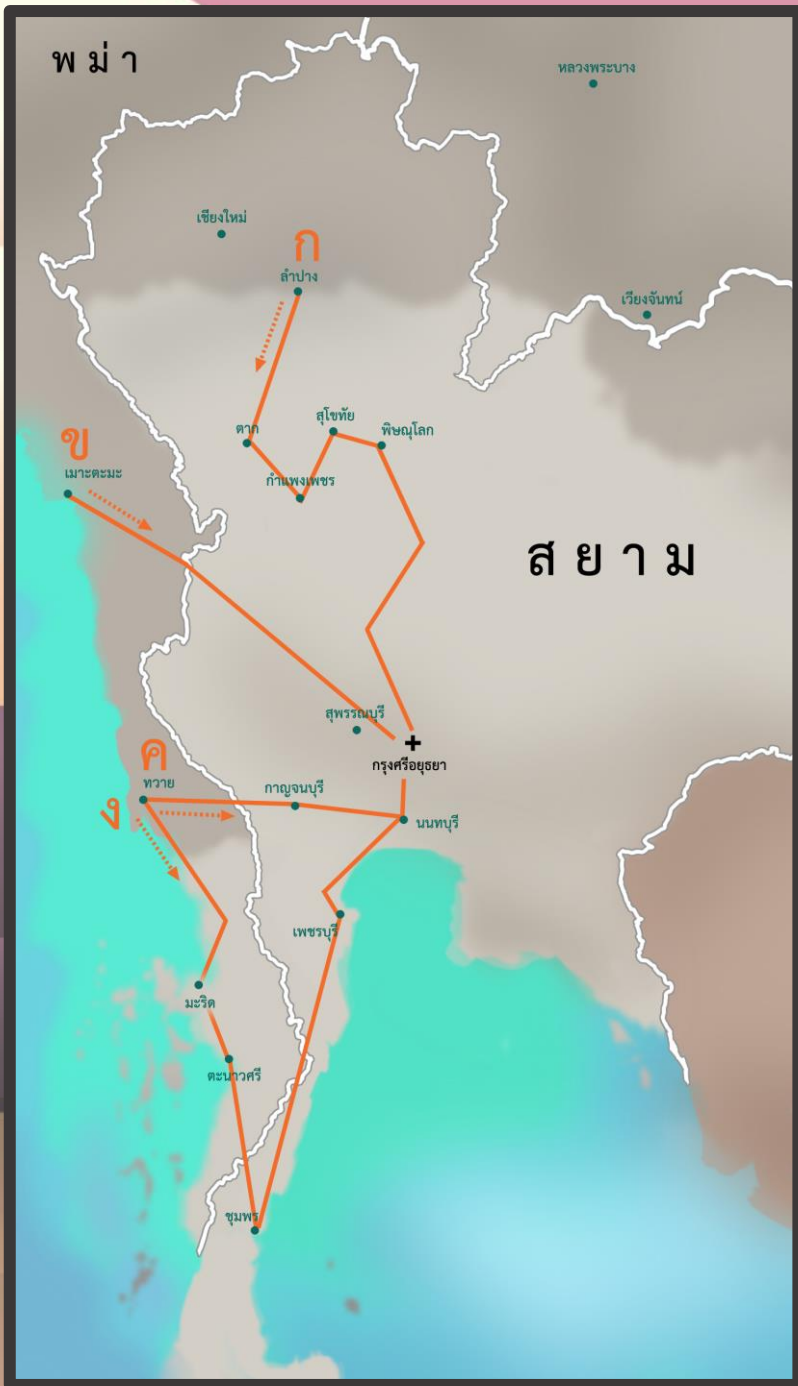 พม่า
หลวงพระบาง
เชียงใหม่
ก
ลำปาง
เวียงจันทน์
สุโขทัย
ตาก
พิษณุโลก
ข
เมาะตะมะ
กำแพงเพชร
สยาม
สุพรรณบุรี
ค
กรุงศรีอยุธยา
ทวาย
กาญจนบุรี
ง
นนทบุรี
เพชรบุรี
มะริด
ตะนาวศรี
ชุมพร